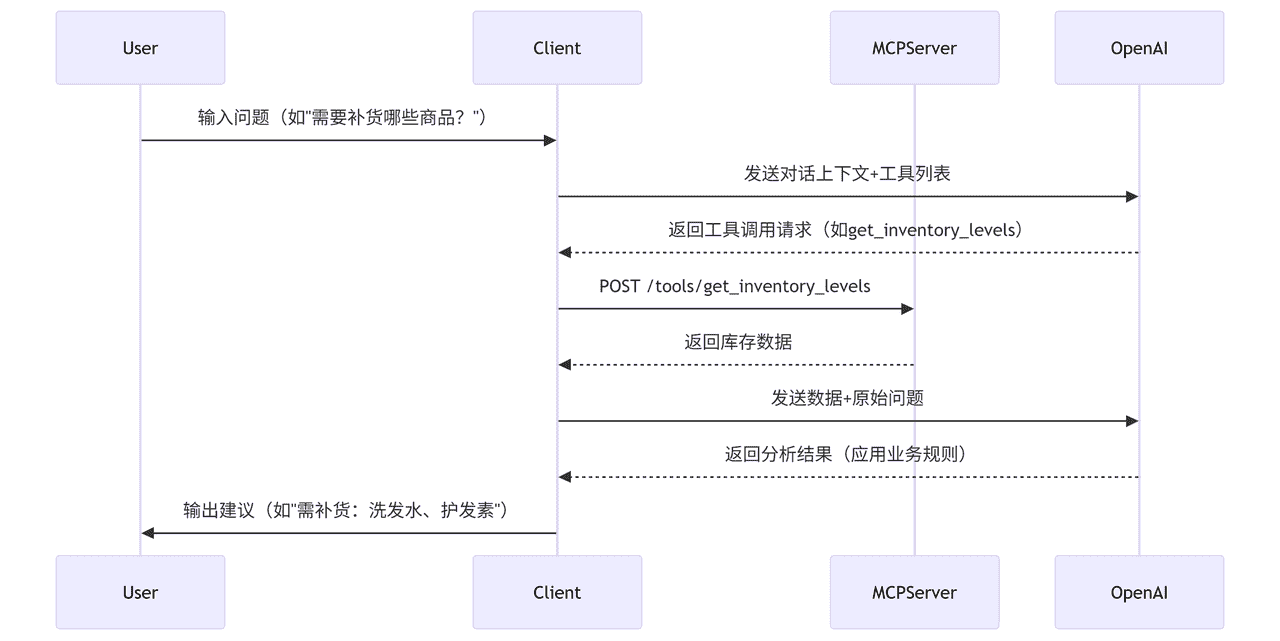 User
Client
MCPServer
OpenAI
输入问题（如"需要补货哪些商品？"）
发送对话上下文+工具列表
返回工具调用请求（如get_inventory_levels）
POST /tools/get_inventory_levels
返回库存数据
发送数据+原始问题
返回分析结果（应用业务规则）
输出建议（如"需补货：洗发水、护发素"）
User
Client
MCPServer
OpenAI